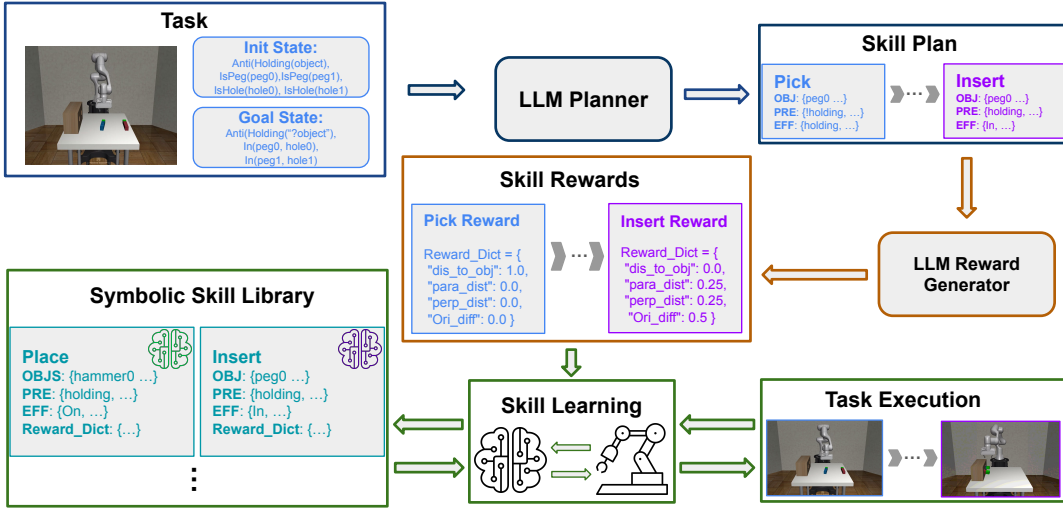 Task
Init State:
Anti(Holding(object),
IsPeg(peg0),IsPeg(peg1),
IsHole(hole0), IsHole(hole1)
Goal State:
Anti(Holding("?object"),
In(peg0, hole0),
In(peg1, hole1)
LLM Planner
Skill Plan
Pick
OBJ: {peg0 ...}
PRE: {!holding, ...}
EFF: {holding, ...}
...
Insert
OBJ: {peg0 ...}
PRE: {holding, ...}
EFF: {In, ...}
Skill Rewards
Pick Reward
Reward_Dict = {
"dis_to_obj": 1.0,
"para_dist": 0.0,
"perp_dist": 0.0,
"Ori_diff": 0.0 }
...
Insert Reward
Reward_Dict = {
"dis_to_obj": 0.0,
"para_dist": 0.25,
"perp_dist": 0.25,
"Ori_diff": 0.5 }
LLM Reward
Generator
Symbolic Skill Library
Place
OBJS: {hammer0 ...}
PRE: {holding, ...}
EFF: {On, ...}
Reward_Dict: {...}
Insert
OBJ: {peg0 ...}
PRE: {holding, ...}
EFF: {In, ...}
Reward_Dict: {...}
⋮
Skill Learning
Task Execution
...